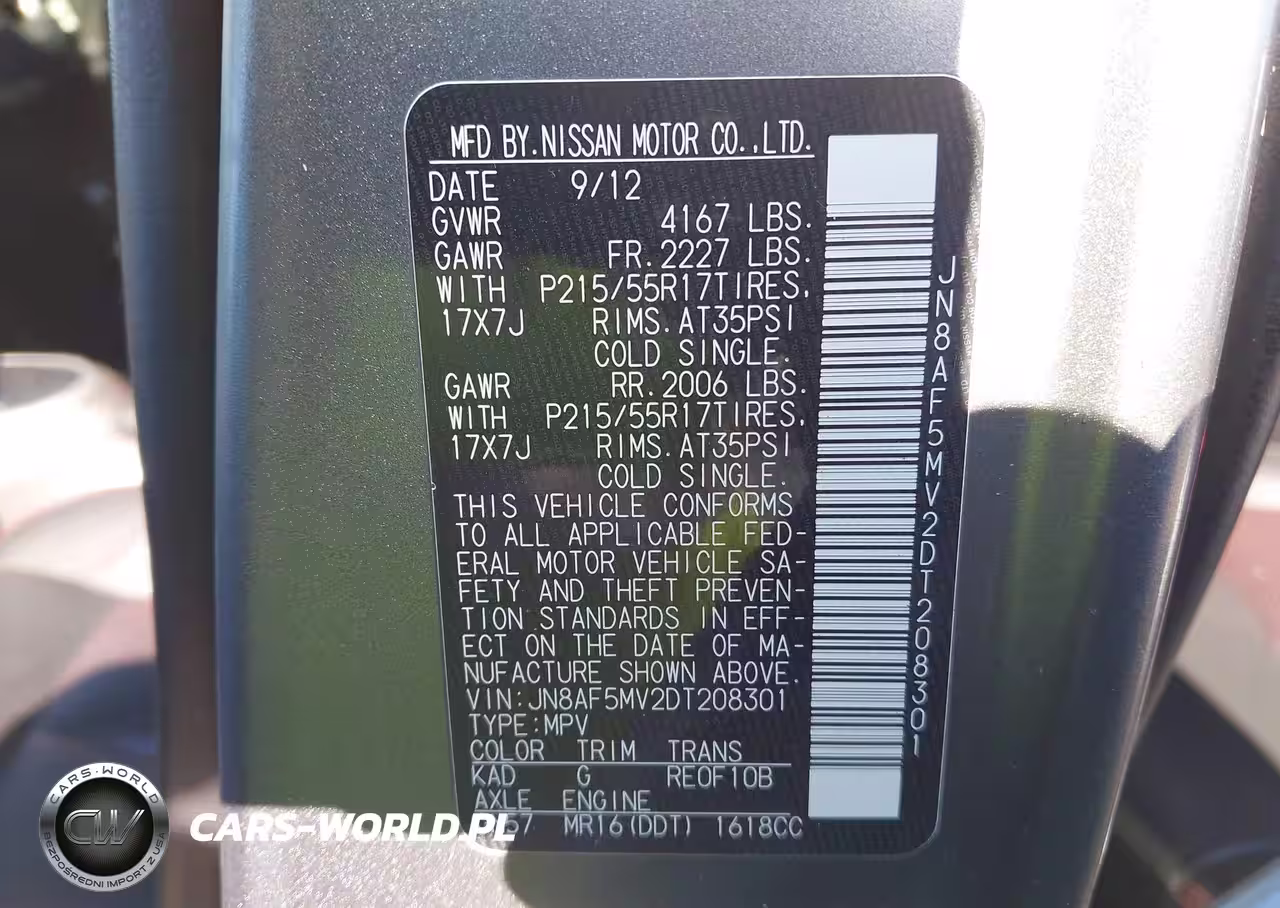 MFD BY.NISSAN MOTOR CO.,LTD.
DATE 9/12
GVWR 4167 LBS.
GAWR FR.2227 LBS.
WITH P215/55R17TIRES,
17X7J RIMS.AT35PSI
COLD SINGLE.
GAWR RR.2006 LBS.
WITH P215/55R17TIRES,
17X7J RIMS.AT35PSI
COLD SINGLE.
THIS VEHICLE CONFORMS
TO ALL APPLICABLE FED-
ERAL MOTOR VEHICLE SA-
FETY AND THEFT PREVEN-
TION STANDARDS IN EFF-
ECT ON THE DATE OF MA-
NUFACTURE SHOWN ABOVE.
VIN:JN8AF5MV2DT208301
TYPE:MPV
COLOR TRIM TRANS
KAD G RE0F10B
AXLE ENGINE
57 MR16(DDT) 1618CC
JN8AF5MV2DT208301
CARS-WORLD
CW
BEZPOŚREDNI IMPORT Z USA
CARS-WORLD.PL